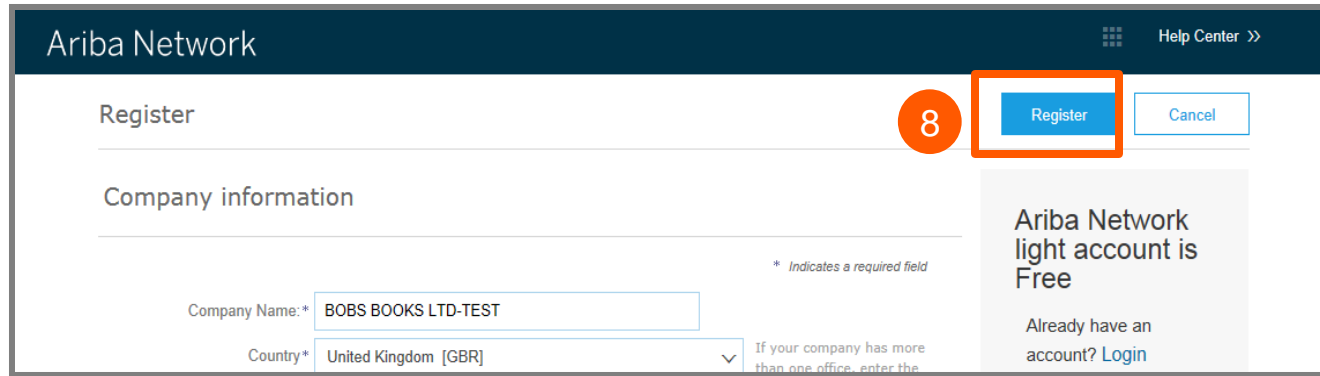 Ariba Network
Help Center >>
Register
8
Register
Cancel
Company information
* Indicates a required field
Company Name:*
BOBS BOOKS LTD-TEST
Country*
United Kingdom [GBR]
If your company has more
than one office, enter the
Ariba Network
light account is
Free
Already have an
account? Login